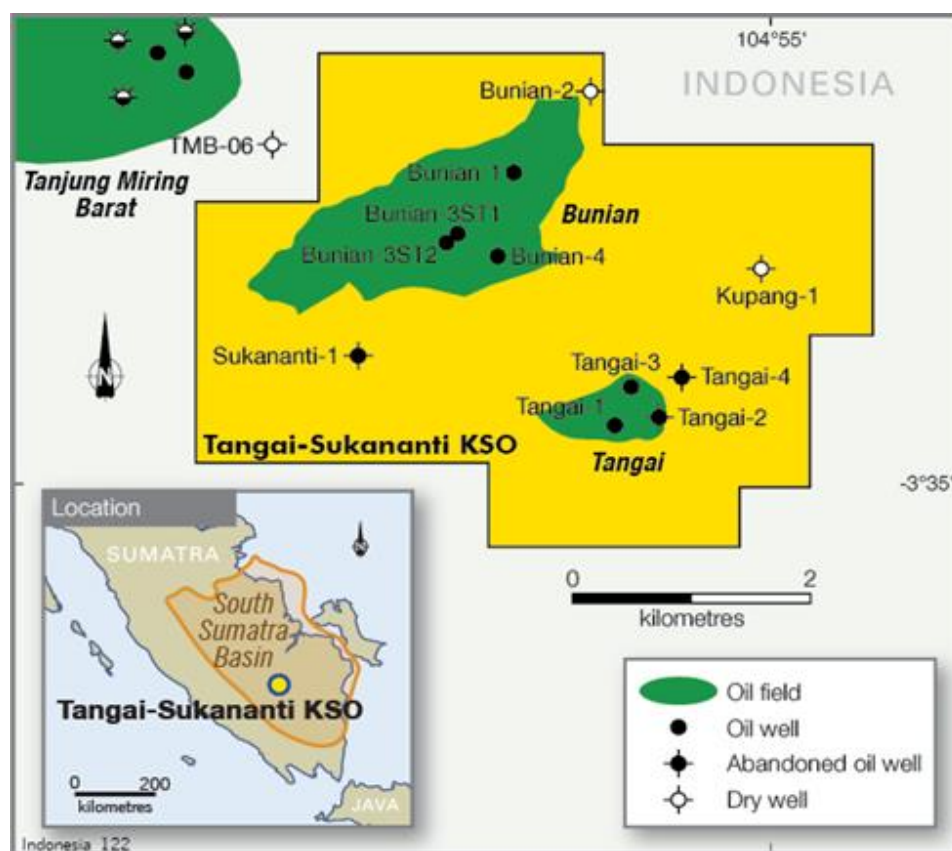 104°55'
INDONESIA
Bunian-2
TMB-06
Tanjung Miring
Barat
Bunian 1
Bunian 3ST1
Bunian
Bunian 3ST2
Bunian-4
Kupang-1
Sukananti-1
Tangai-3
Tangai-4
Tangai 1
Tangai-2
Tangai-Sukananti KSO
Tangai
-3°35'
N
Location
SUMATRA
N
South
Sumatra
Basin
Tangai-Sukananti KSO
0 200
kilometres
JAVA
0 2
kilometres
Oil field
Oil well
Abandoned oil well
Dry well
Indonesia 122